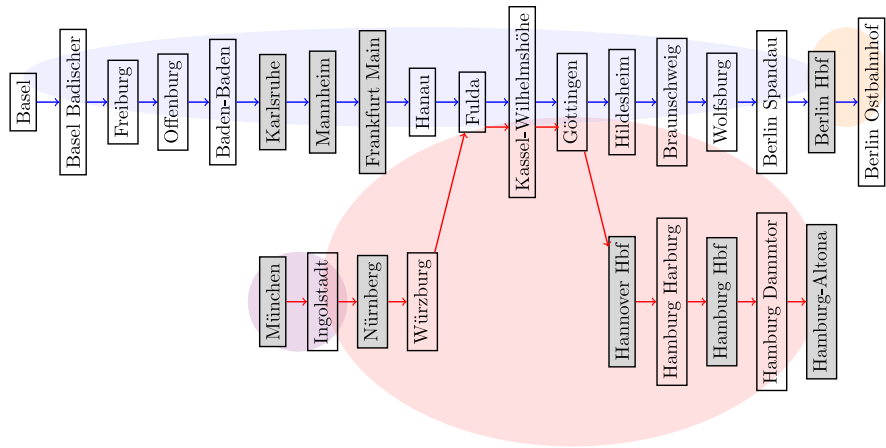 Basel
Basel Badischer
Freiburg
Offenburg
Baden-Baden
Karlsruhe
Mannheim
Frankfurt Main
Hanau
Fulda
Kassel-Wilhelmshöhe
Göttingen
Hildesheim
Braunschweig
Wolfsburg
Berlin Spandau
Berlin Hbf
Berlin Ostbahnhof
München
Ingolstadt
Nürnberg
Würzburg
Hannover Hbf
Hamburg Harburg
Hamburg Hbf
Hamburg Dammtor
Hamburg-Altona